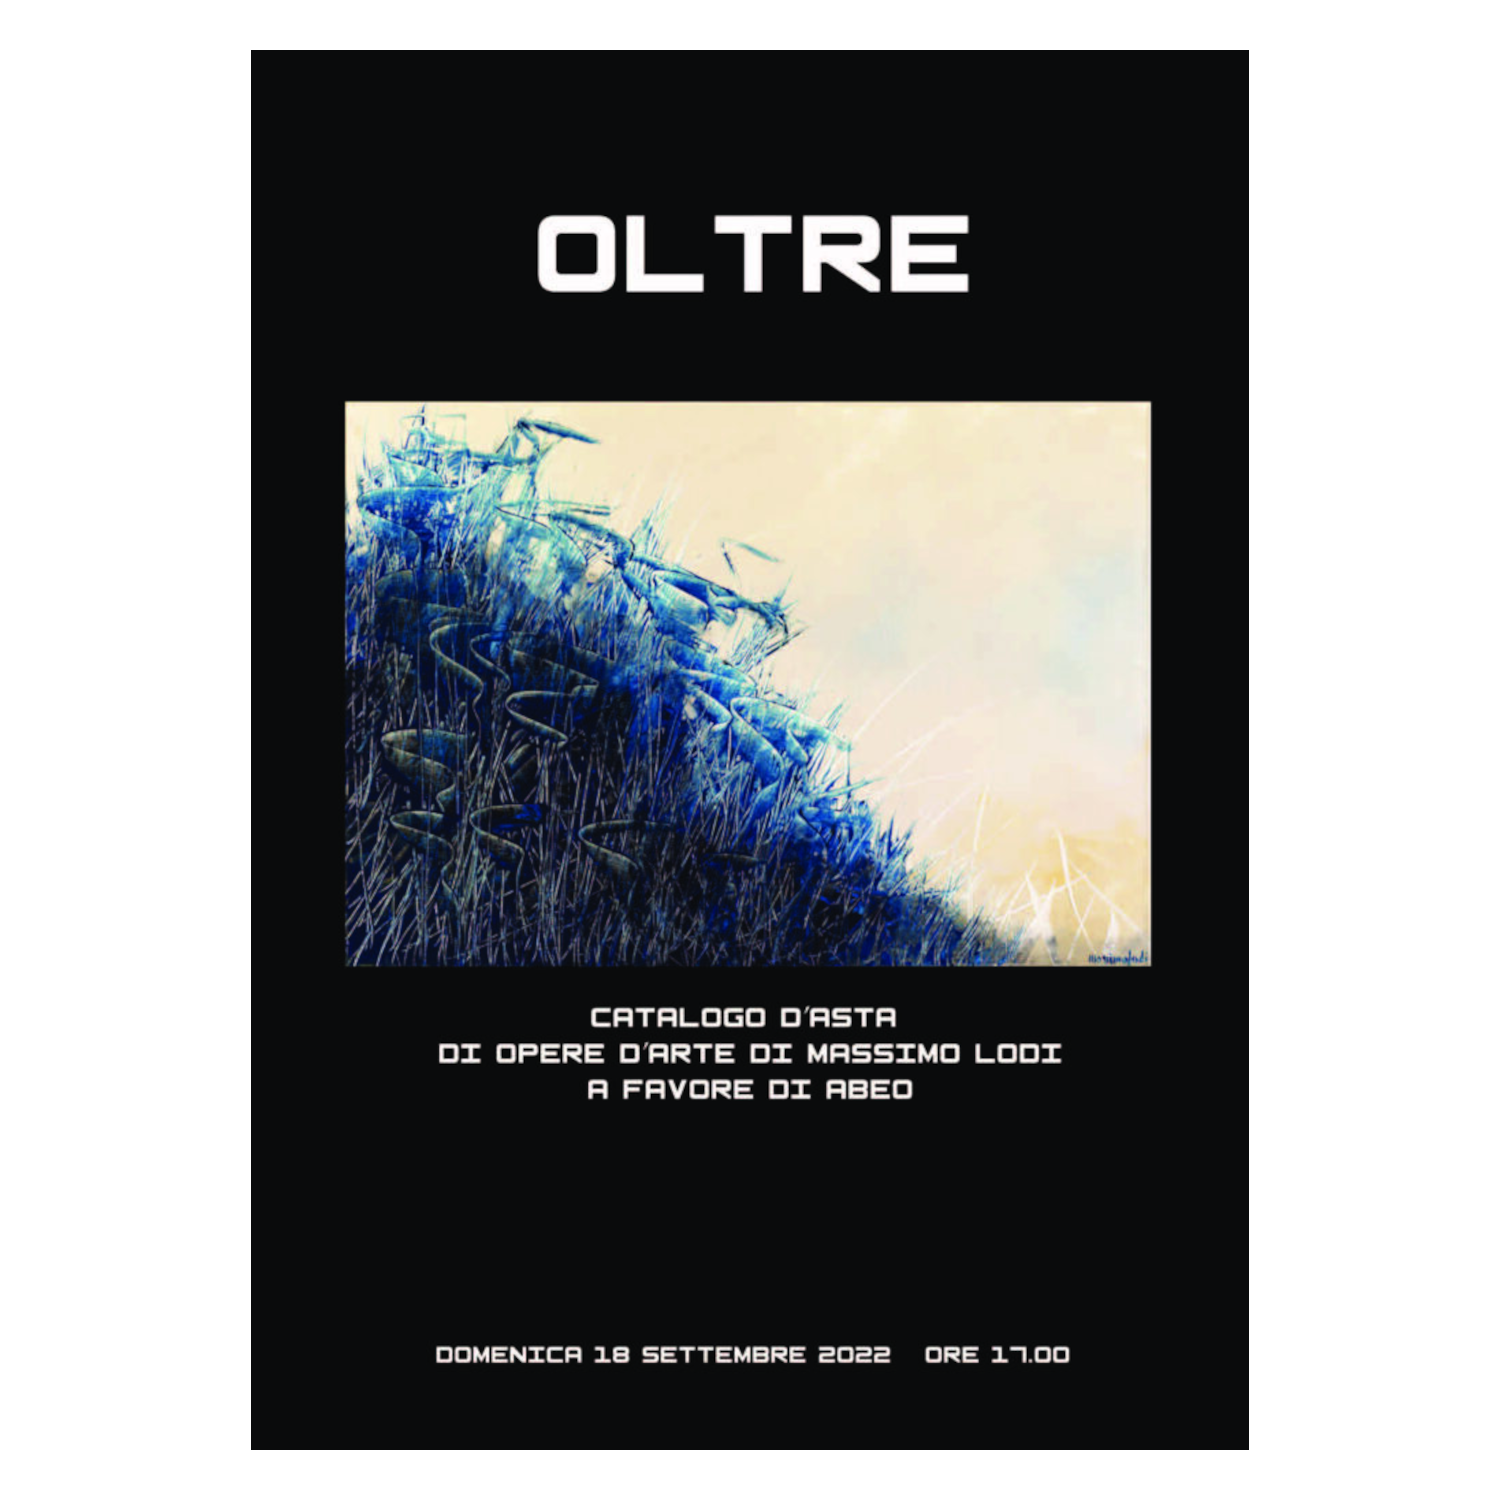 OLTRE
massimolodi
CATALOGO D'ASTA
DI OPERE D'ARTE DI MASSIMO LODI
A FAVORE DI ABEO
DOMENICA 18 SETTEMBRE 2022 ORE 17.00